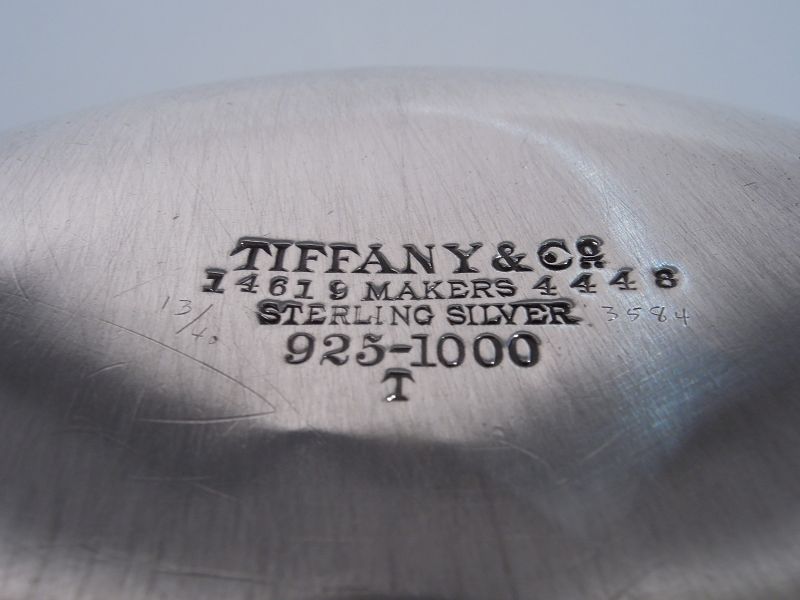 TIFFANY & Co
14619 MAKERS 4448
STERLING SILVER
925-1000
T
13/40
3584